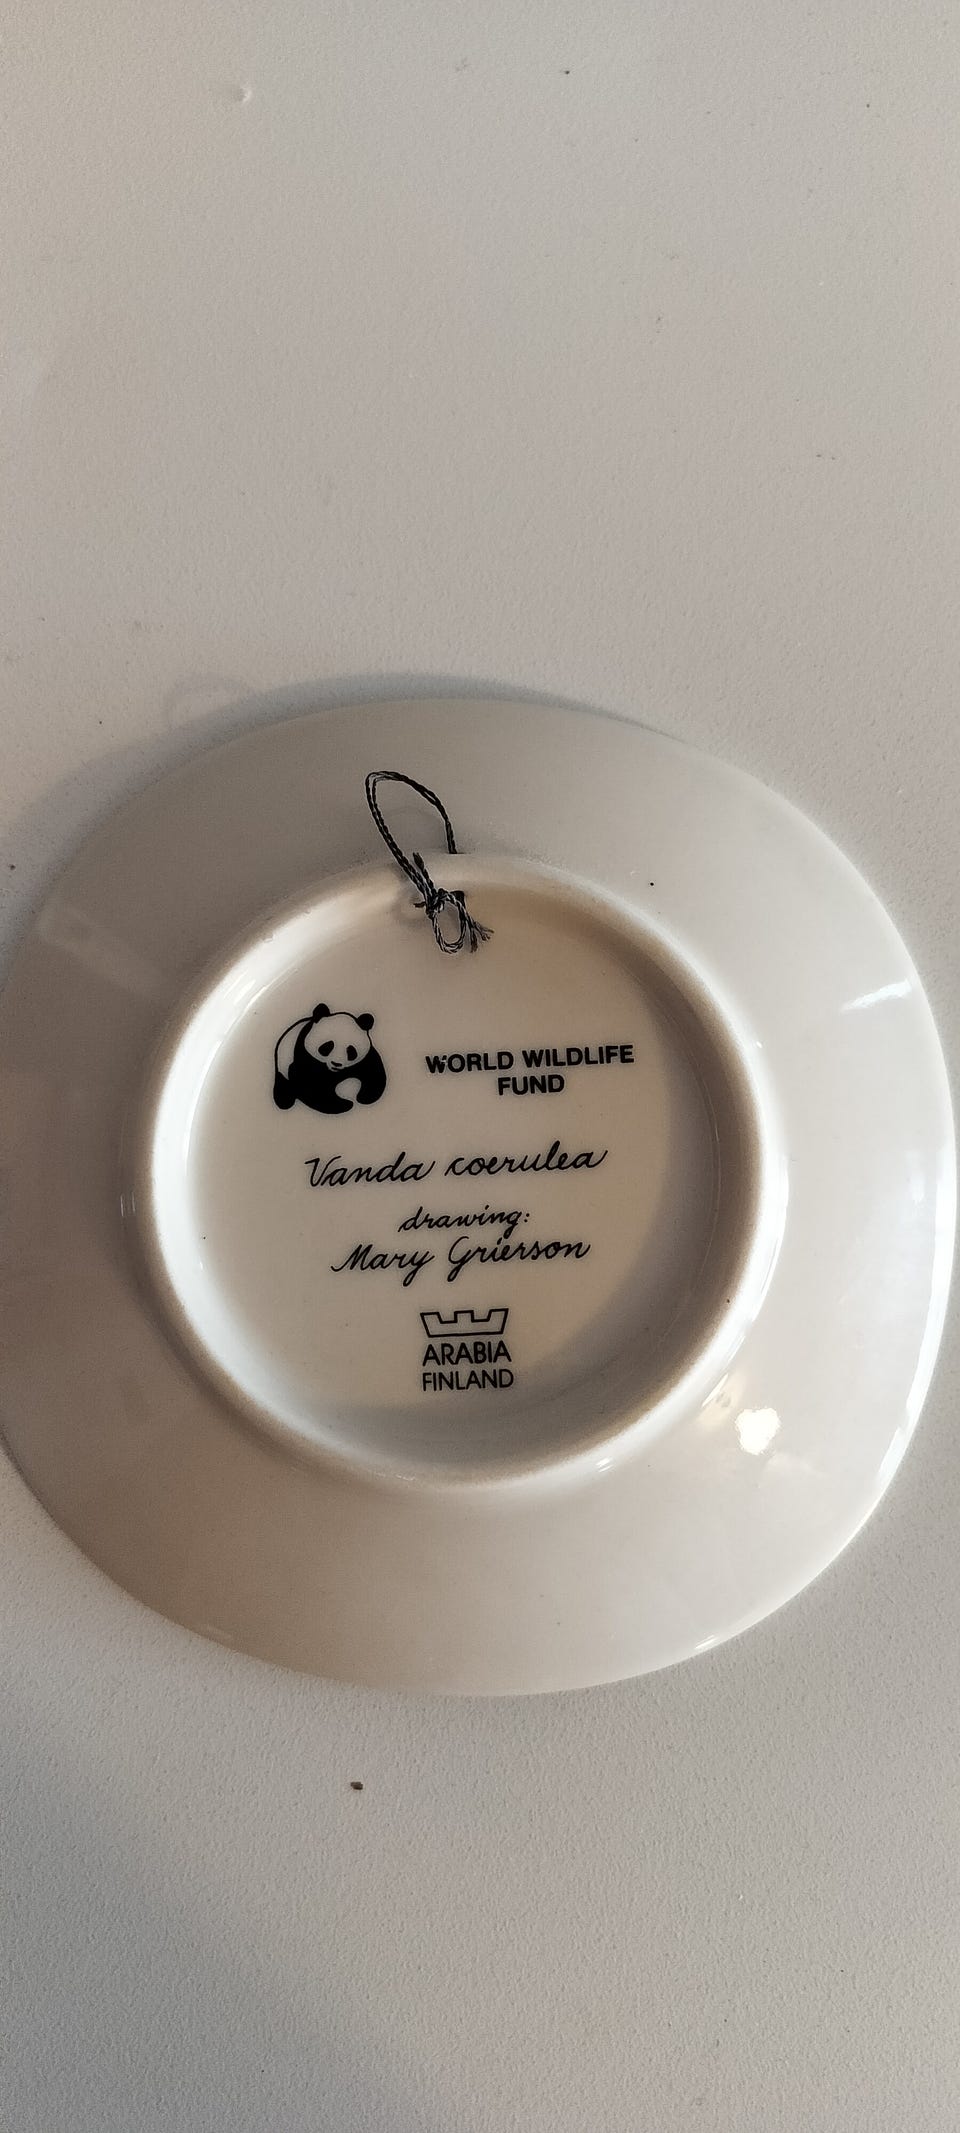 WORLD WILDLIFE
FUND
Vanda coerulea
drawing:
Mary Grierson
ARABIA
FINLAND